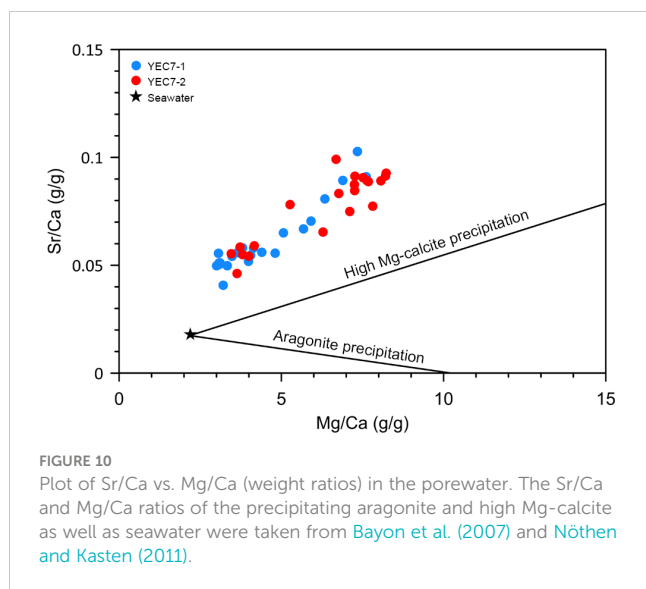 0.15
YEC7-1
YEC7-2
Seawater
0.1
Sr/Ca (g/g)
High Mg-calcite precipitation
0.05
Aragonite precipitation
0
0 5 10 15
Mg/Ca (g/g)
FIGURE 10
Plot of Sr/Ca vs. Mg/Ca (weight ratios) in the porewater. The Sr/Ca
and Mg/Ca ratios of the precipitating aragonite and high Mg-calcite
as well as seawater were taken from Bayon et al. (2007) and Nöthen
and Kasten (2011).